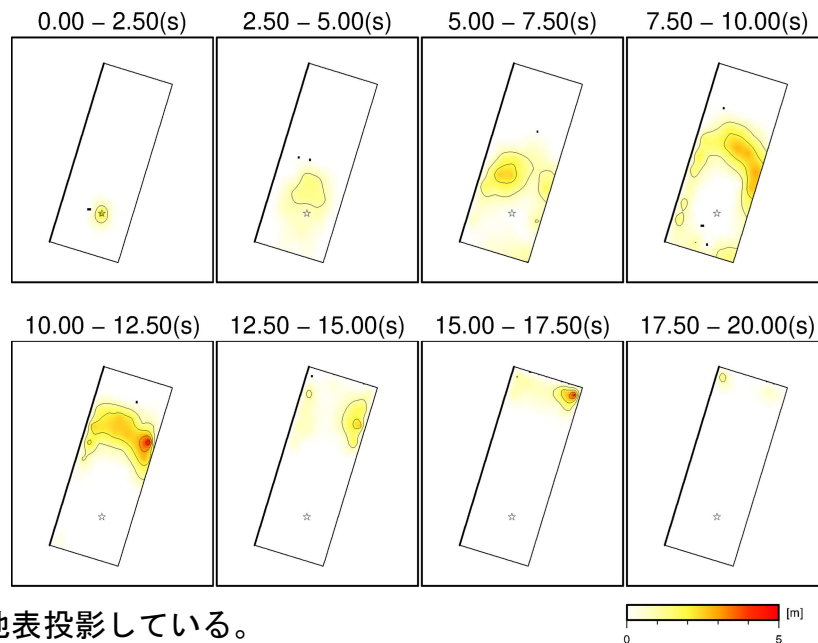 0.00 – 2.50(s)
2.50 – 5.00(s)
5.00 – 7.50(s)
7.50 – 10.00(s)
10.00 – 12.50(s)
12.50 – 15.00(s)
15.00 – 17.50(s)
17.50 – 20.00(s)
表投影している。
[m]
0
5